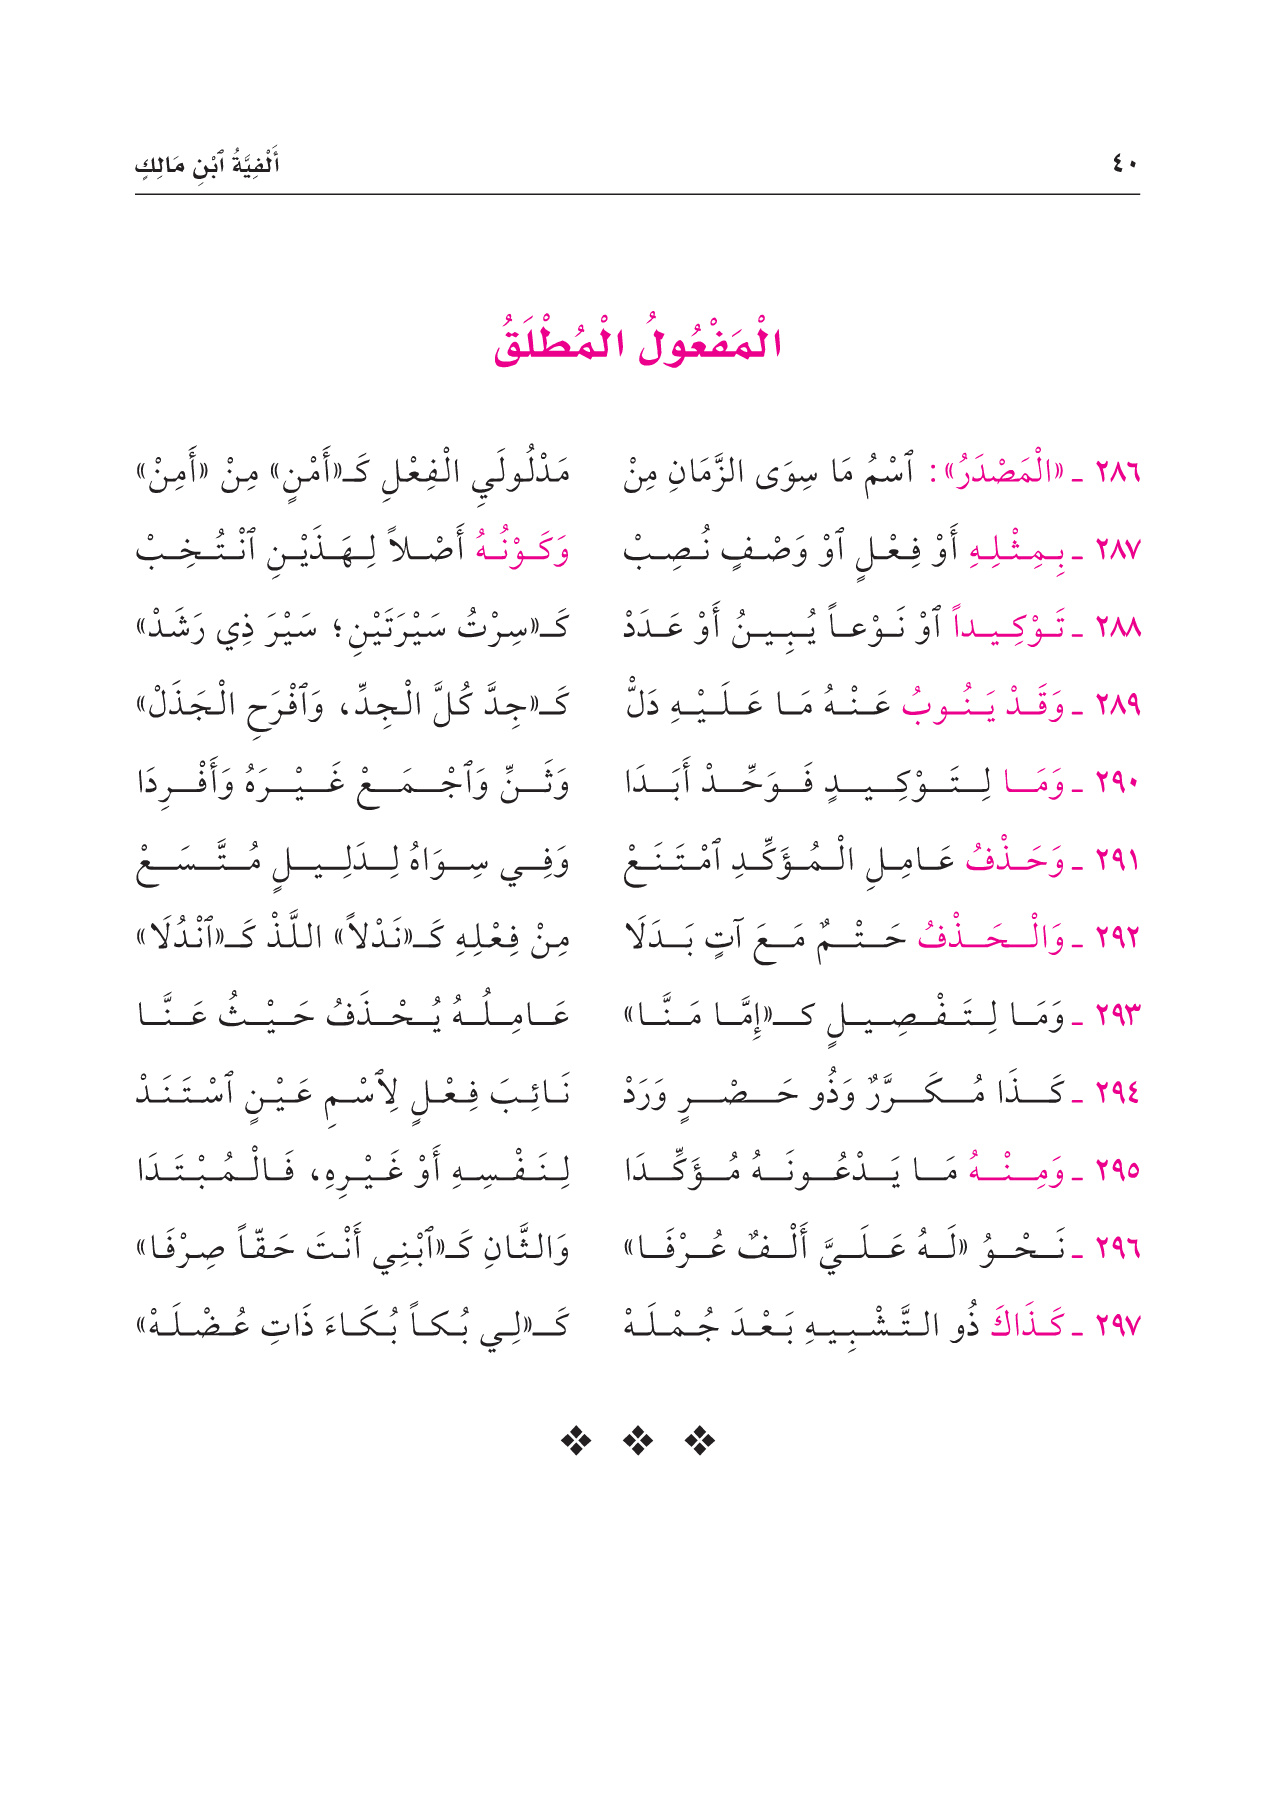 ٤٠ أَلْفِيَّةُ ٱبْنِ مَالِكٍ
الْمَفْعُولُ الْمُطْلَقُ
٢٨٦ ـ «الْمَصْدَرُ»: ٱسْمُ مَا سِوَى الزَّمَانِ مِنْ مَدْلُولَيِ الْفِعْلِ كَـ«أَمْنٍ» مِنْ «أَمِنْ»
٢٨٧ ـ بِمِثْلِهِ أَوْ فِعْلٍ ٱوْ وَصْفٍ نُصِبْ وَكَوْنُهُ أَصْلاً لِهَذَيْنِ ٱنْتُخِبْ
٢٨٨ ـ تَوْكِيداً ٱوْ نَوْعاً يُبِينُ أَوْ عَدَدْ كَـ«سِرْتُ سَيْرَتَيْنِ؛ سَيْرَ ذِي رَشَدْ»
٢٨٩ ـ وَقَدْ يَنُوبُ عَنْهُ مَا عَلَيْهِ دَلّْ كَـ«جِدَّ كُلَّ الْجِدِّ، وَٱفْرَحِ الْجَذَلْ»
٢٩٠ ـ وَمَا لِتَوْكِيدٍ فَوَحِّدْ أَبَدَا وَثَنِّ وَٱجْمَعْ غَيْرَهُ وَأَفْرِدَا
٢٩١ ـ وَحَذْفُ عَامِلِ الْمُؤَكِّدِ ٱمْتَنَعْ وَفِي سِوَاهُ لِدَلِيلٍ مُتَّسَعْ
٢٩٢ ـ وَالْحَذْفُ حَتْمٌ مَعَ آتٍ بَدَلَا مِنْ فِعْلِهِ كَـ«نَدْلاً» اللَّذْ كَـ«ٱنْدُلَا»
٢٩٣ ـ وَمَا لِتَفْصِيلٍ كـ«إِمَّا مَنَّا» عَامِلُهُ يُحْذَفُ حَيْثُ عَنَّا
٢٩٤ ـ كَذَا مُكَرَّرٌ وَذُو حَصْرٍ وَرَدْ نَائِبَ فِعْلٍ لِٱسْمِ عَيْنٍ ٱسْتَنَدْ
٢٩٥ ـ وَمِنْهُ مَا يَدْعُونَهُ مُؤَكِّدَا لِنَفْسِهِ أَوْ غَيْرِهِ، فَالْمُبْتَدَا
٢٩٦ ـ نَحْوُ «لَهُ عَلَيَّ أَلْفٌ عُرْفَا» وَالثَّانِ كَـ«ٱبْنِي أَنْتَ حَقّاً صِرْفَا»
٢٩٧ ـ كَذَاكَ ذُو التَّشْبِيهِ بَعْدَ جُمْلَهْ كَـ«لِي بُكاً بُكَاءَ ذَاتِ عُضْلَهْ»